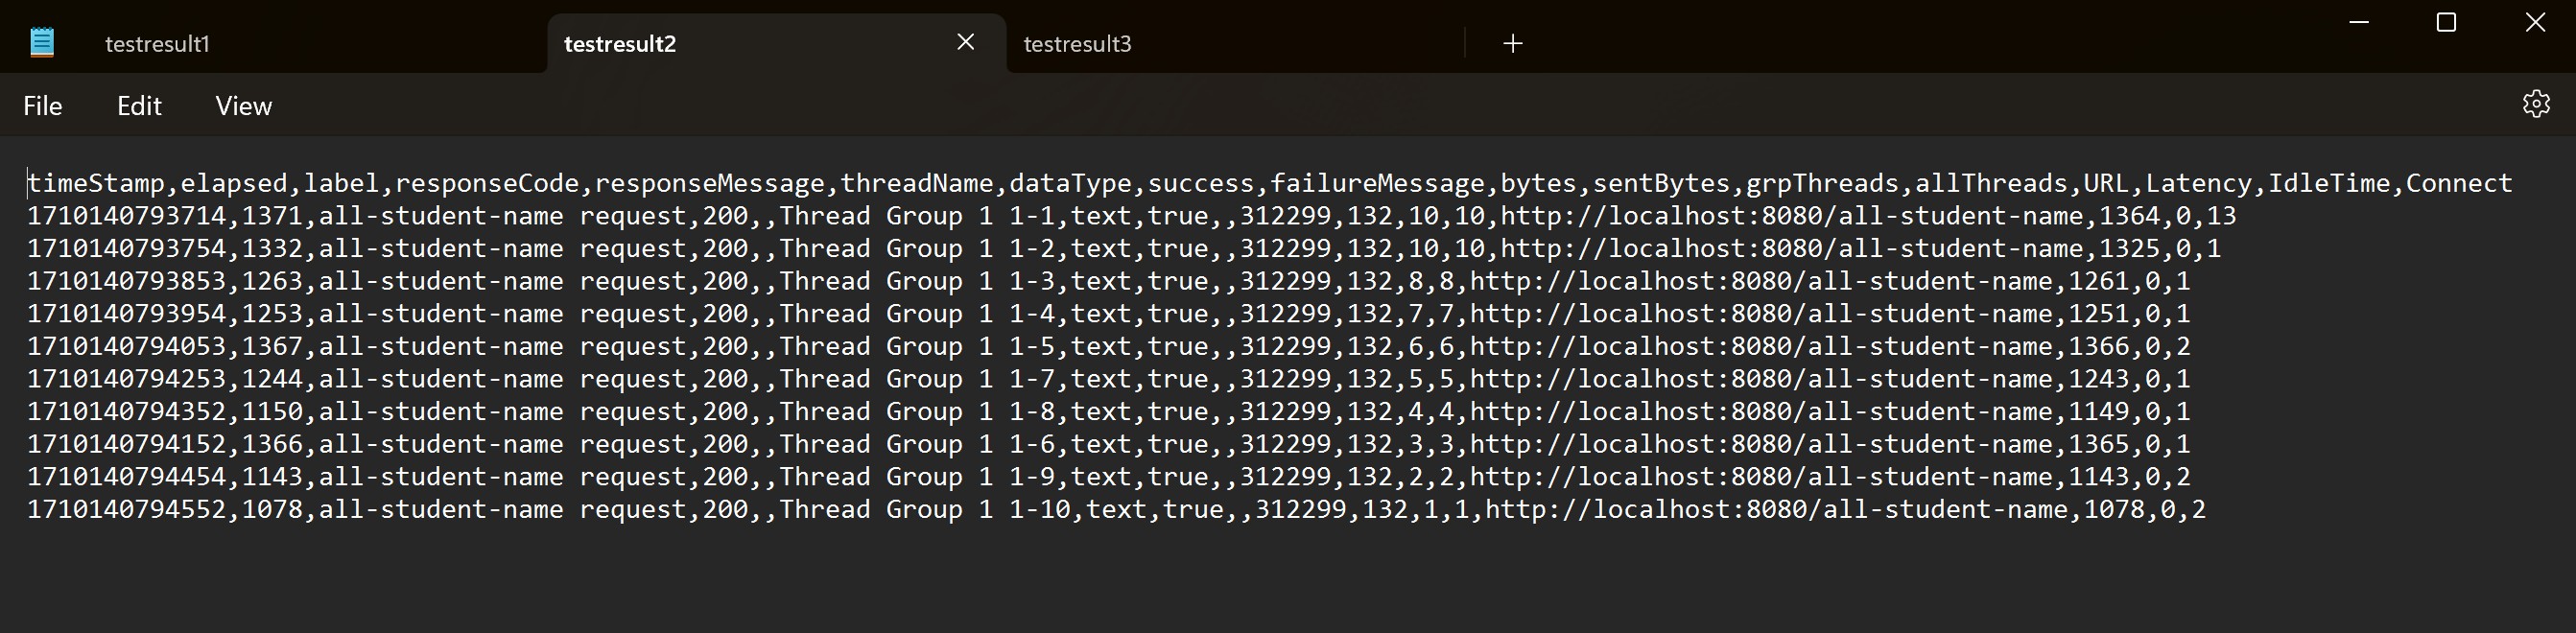 testresult1 testresult2 testresult3
File Edit View
timeStamp,elapsed,label,responseCode,responseMessage,threadName,dataType,success,failureMessage,bytes,sentBytes,grpThreads,allThreads,URL,Latency,IdleTime,Connect
1710140793714,1371,all-student-name request,200,,Thread Group 1 1-1,text,true,,312299,132,10,10,http://localhost:8080/all-student-name,1364,0,13
1710140793754,1332,all-student-name request,200,,Thread Group 1 1-2,text,true,,312299,132,10,10,http://localhost:8080/all-student-name,1325,0,1
1710140793853,1263,all-student-name request,200,,Thread Group 1 1-3,text,true,,312299,132,8,8,http://localhost:8080/all-student-name,1261,0,1
1710140793954,1253,all-student-name request,200,,Thread Group 1 1-4,text,true,,312299,132,7,7,http://localhost:8080/all-student-name,1251,0,1
1710140794053,1367,all-student-name request,200,,Thread Group 1 1-5,text,true,,312299,132,6,6,http://localhost:8080/all-student-name,1366,0,2
1710140794253,1244,all-student-name request,200,,Thread Group 1 1-7,text,true,,312299,132,5,5,http://localhost:8080/all-student-name,1243,0,1
1710140794352,1150,all-student-name request,200,,Thread Group 1 1-8,text,true,,312299,132,4,4,http://localhost:8080/all-student-name,1149,0,1
1710140794152,1366,all-student-name request,200,,Thread Group 1 1-6,text,true,,312299,132,3,3,http://localhost:8080/all-student-name,1365,0,1
1710140794454,1143,all-student-name request,200,,Thread Group 1 1-9,text,true,,312299,132,2,2,http://localhost:8080/all-student-name,1143,0,2
1710140794552,1078,all-student-name request,200,,Thread Group 1 1-10,text,true,,312299,132,1,1,http://localhost:8080/all-student-name,1078,0,2